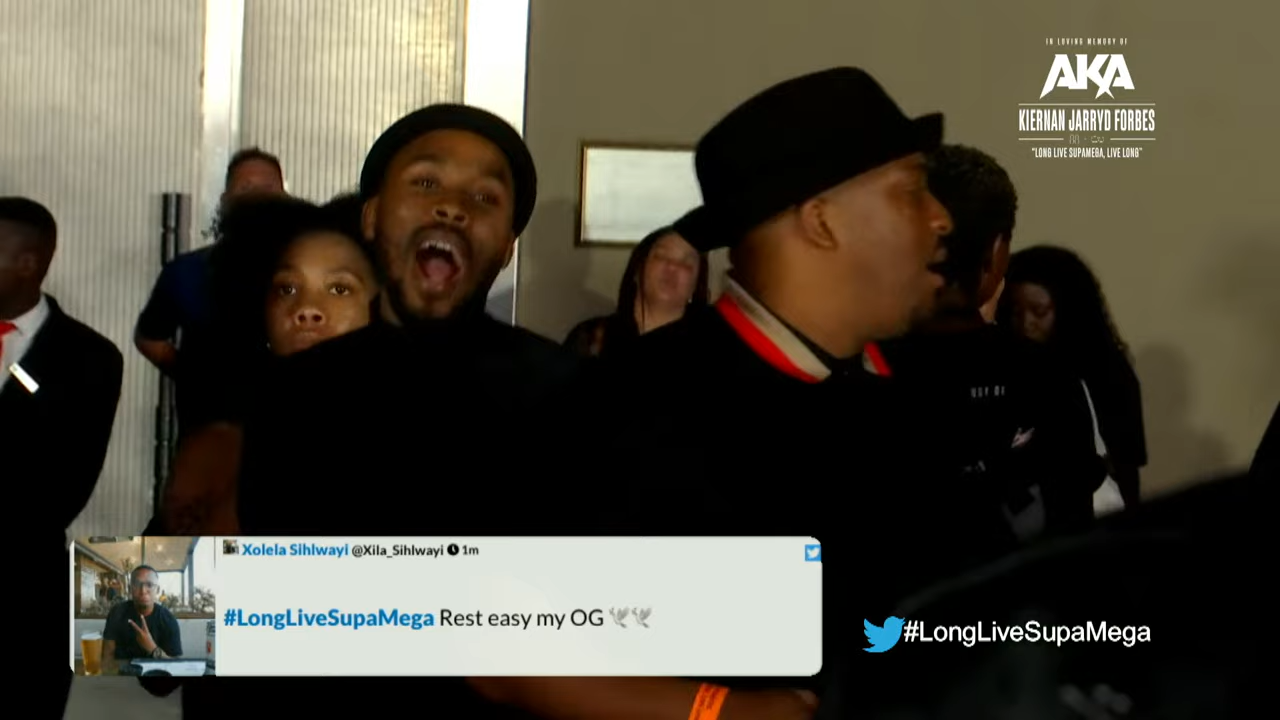 IN LOVING MEMORY OF
AKA
KIERNAN JARRYD FORBES
"LONG LIVE SUPAMEGA, LIVE LONG"
Xolela Sihlwayi @Xila_Sihlwayi 1m
#LongLiveSupaMega Rest easy my OG 🕊🕊
#LongLiveSupaMega